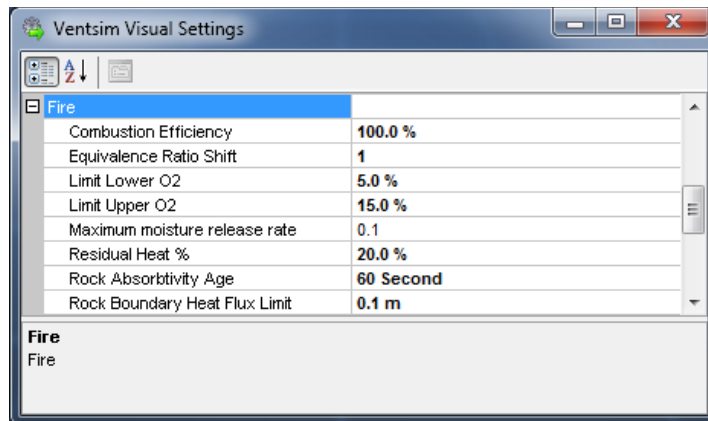 Ventsim Visual Settings
Fire
Combustion Efficiency 100.0 %
Equivalence Ratio Shift 1
Limit Lower O2 5.0 %
Limit Upper O2 15.0 %
Maximum moisture release rate 0.1
Residual Heat % 20.0 %
Rock Absorbtivity Age 60 Second
Rock Boundary Heat Flux Limit 0.1 m
Fire
Fire